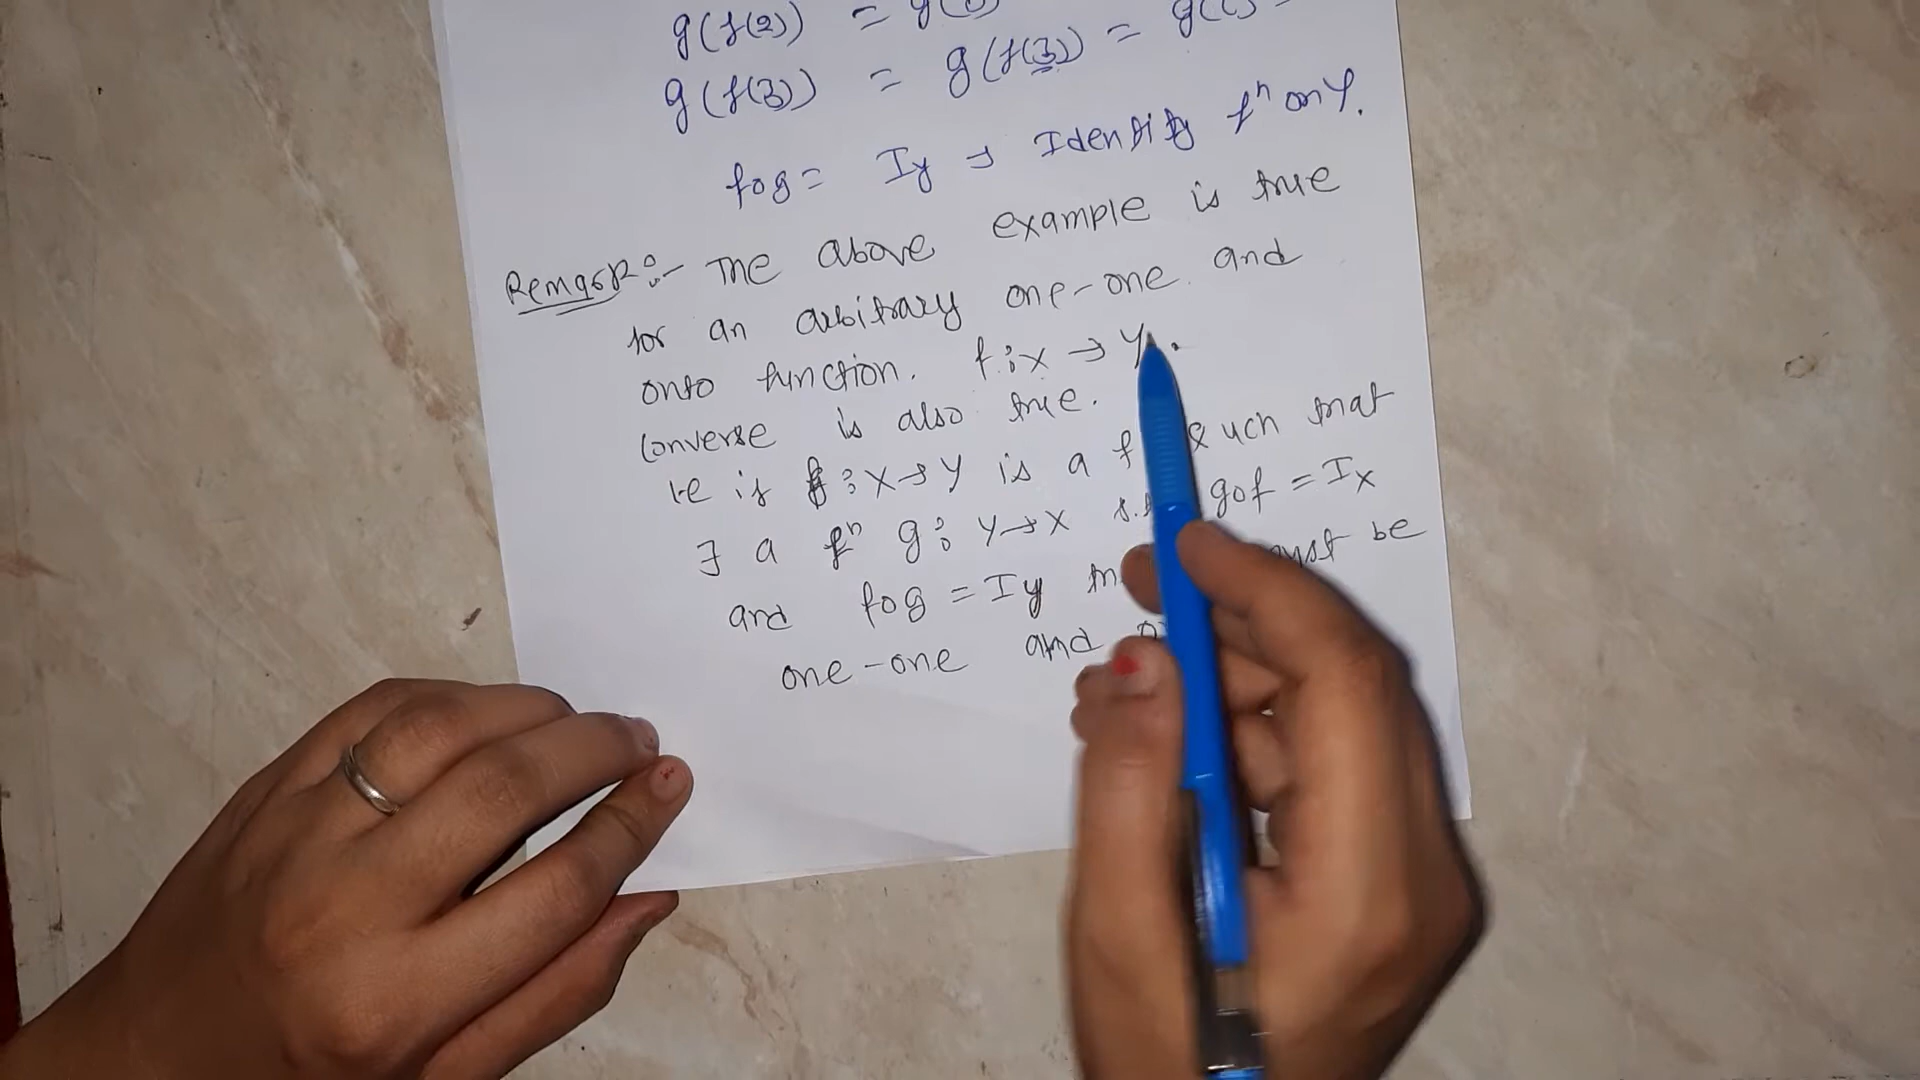 g(f(2)) = g(
g(f(3)) = g(f(3)) = g(c) =
fog = Iy → Identity fⁿ on Y.
Remark:- The above example is true
for an arbitrary one-one and
onto function. f:x → Y.
Converse is also true.
ie if f:X→Y is a f such that
∃ a fⁿ g: Y→X s.t gof = Ix
and fog = Iy must be
one-one and